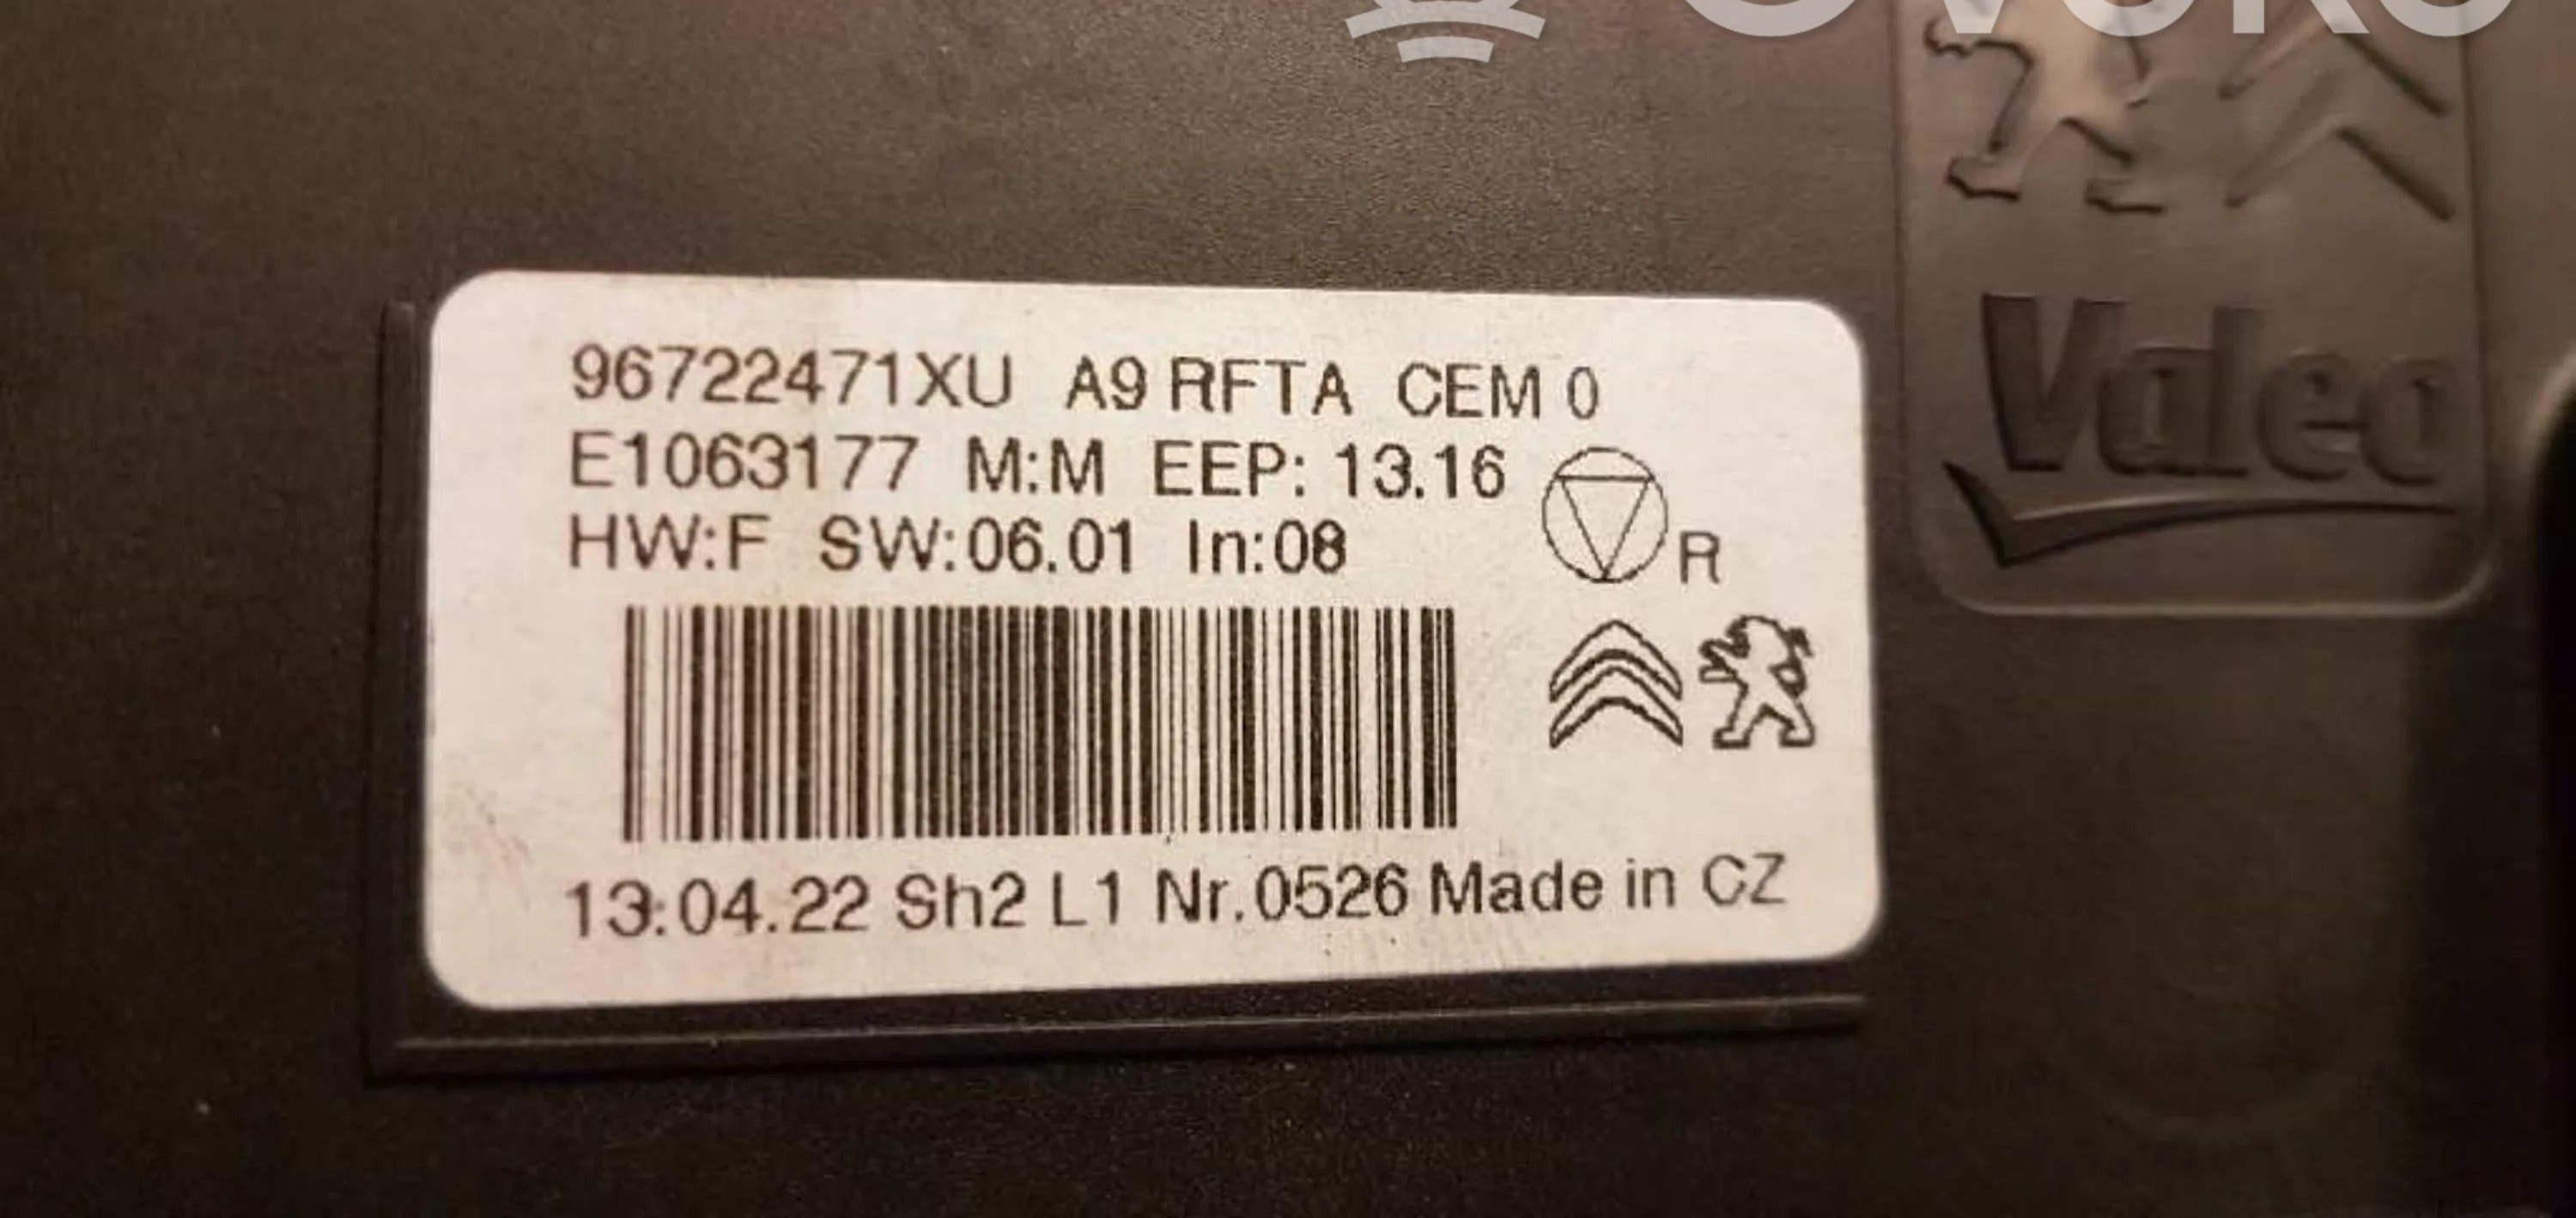 96722471XU A9 RFTA CEM 0
E1063177 M:M EEP: 13.16
HW:F SW:06.01 In:08
R
13:04.22 Sh2 L1 Nr.0526 Made in CZ
Valeo